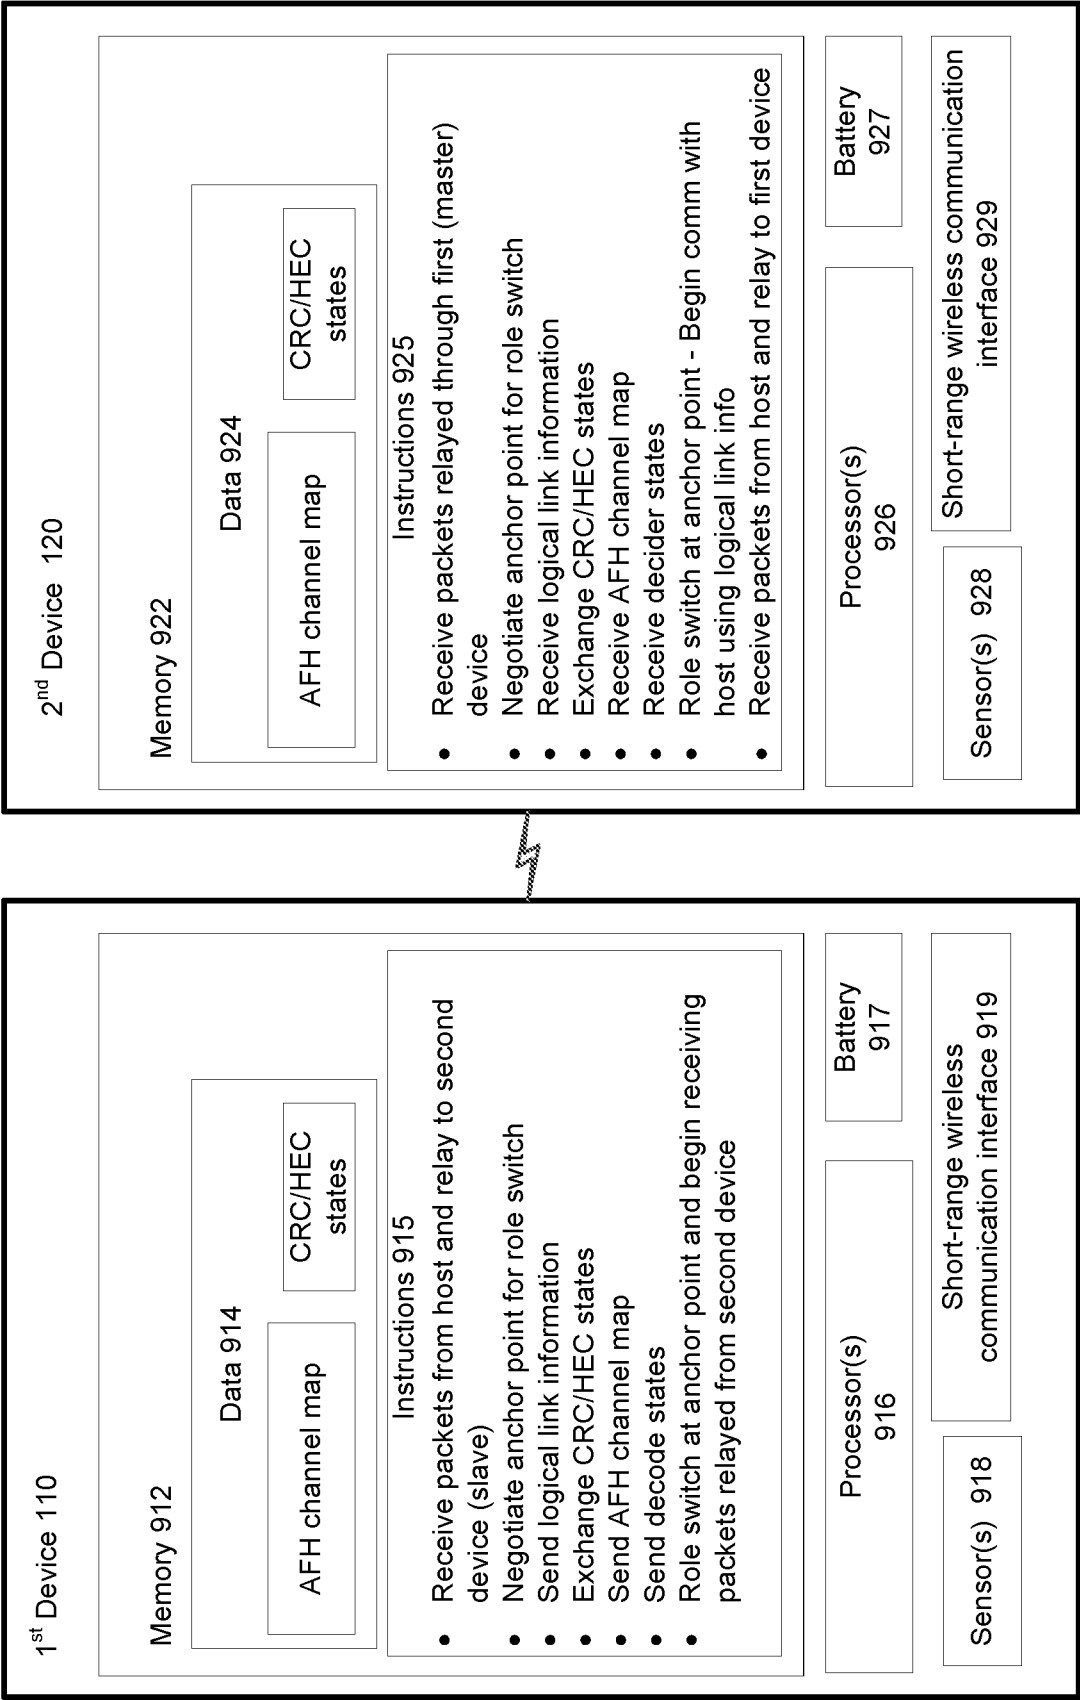 1st Device 110
Memory 912
Data 914
AFH channel map
CRC/HEC
states
Instructions 915
• Receive packets from host and relay to second
device (slave)
• Negotiate anchor point for role switch
• Send logical link information
• Exchange CRC/HEC states
• Send AFH channel map
• Send decode states
• Role switch at anchor point and begin receiving
packets relayed from second device
Processor(s)
916
Battery
917
Sensor(s) 918
Short-range wireless
communication interface 919
2nd Device 120
Memory 922
Data 924
AFH channel map
CRC/HEC
states
Instructions 925
• Receive packets relayed through first (master)
device
• Negotiate anchor point for role switch
• Receive logical link information
• Exchange CRC/HEC states
• Receive AFH channel map
• Receive decider states
• Role switch at anchor point - Begin comm with
host using logical link info
• Receive packets from host and relay to first device
Processor(s)
926
Battery
927
Sensor(s) 928
Short-range wireless communication
interface 929